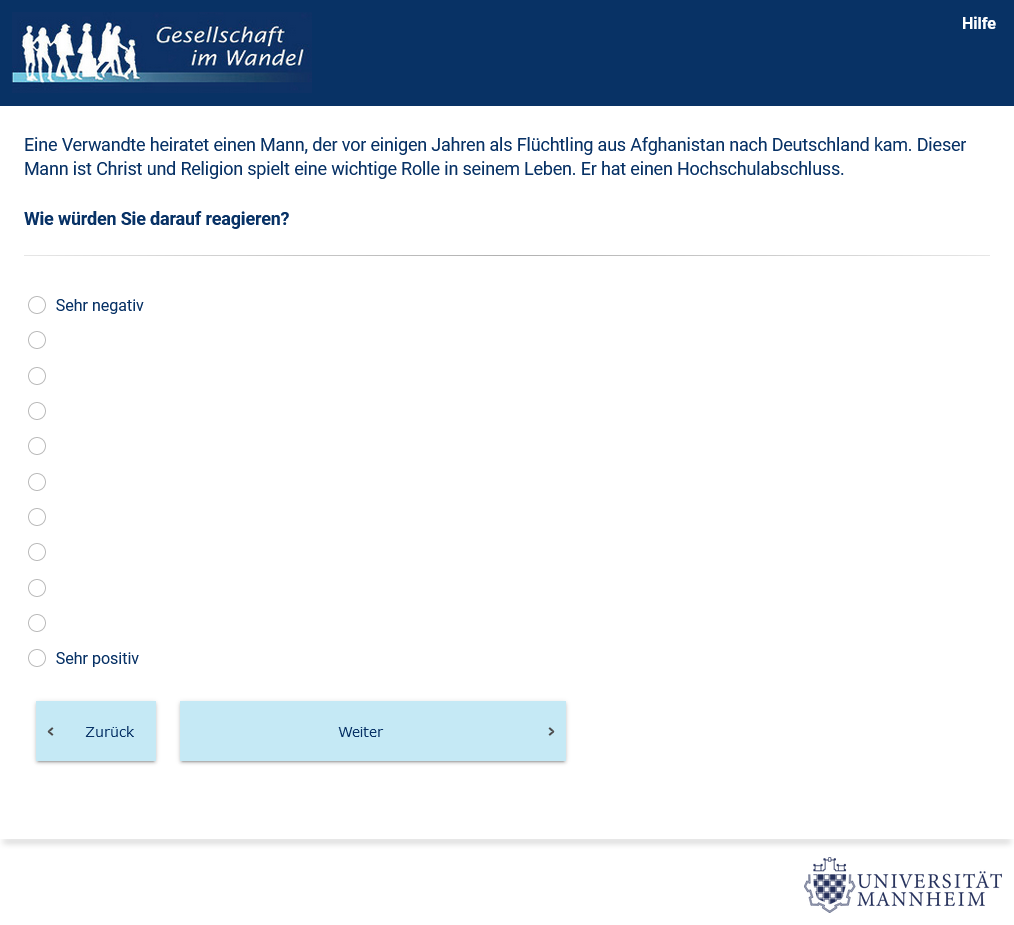 Gesellschaft
im Wandel
Hilfe
Eine Verwandte heiratet einen Mann, der vor einigen Jahren als Flüchtling aus Afghanistan nach Deutschland kam. Dieser
Mann ist Christ und Religion spielt eine wichtige Rolle in seinem Leben. Er hat einen Hochschulabschluss.
Wie würden Sie darauf reagieren?
Sehr negativ
Sehr positiv
Zurück
Weiter
UNIVERSITÄT
MANNHEIM